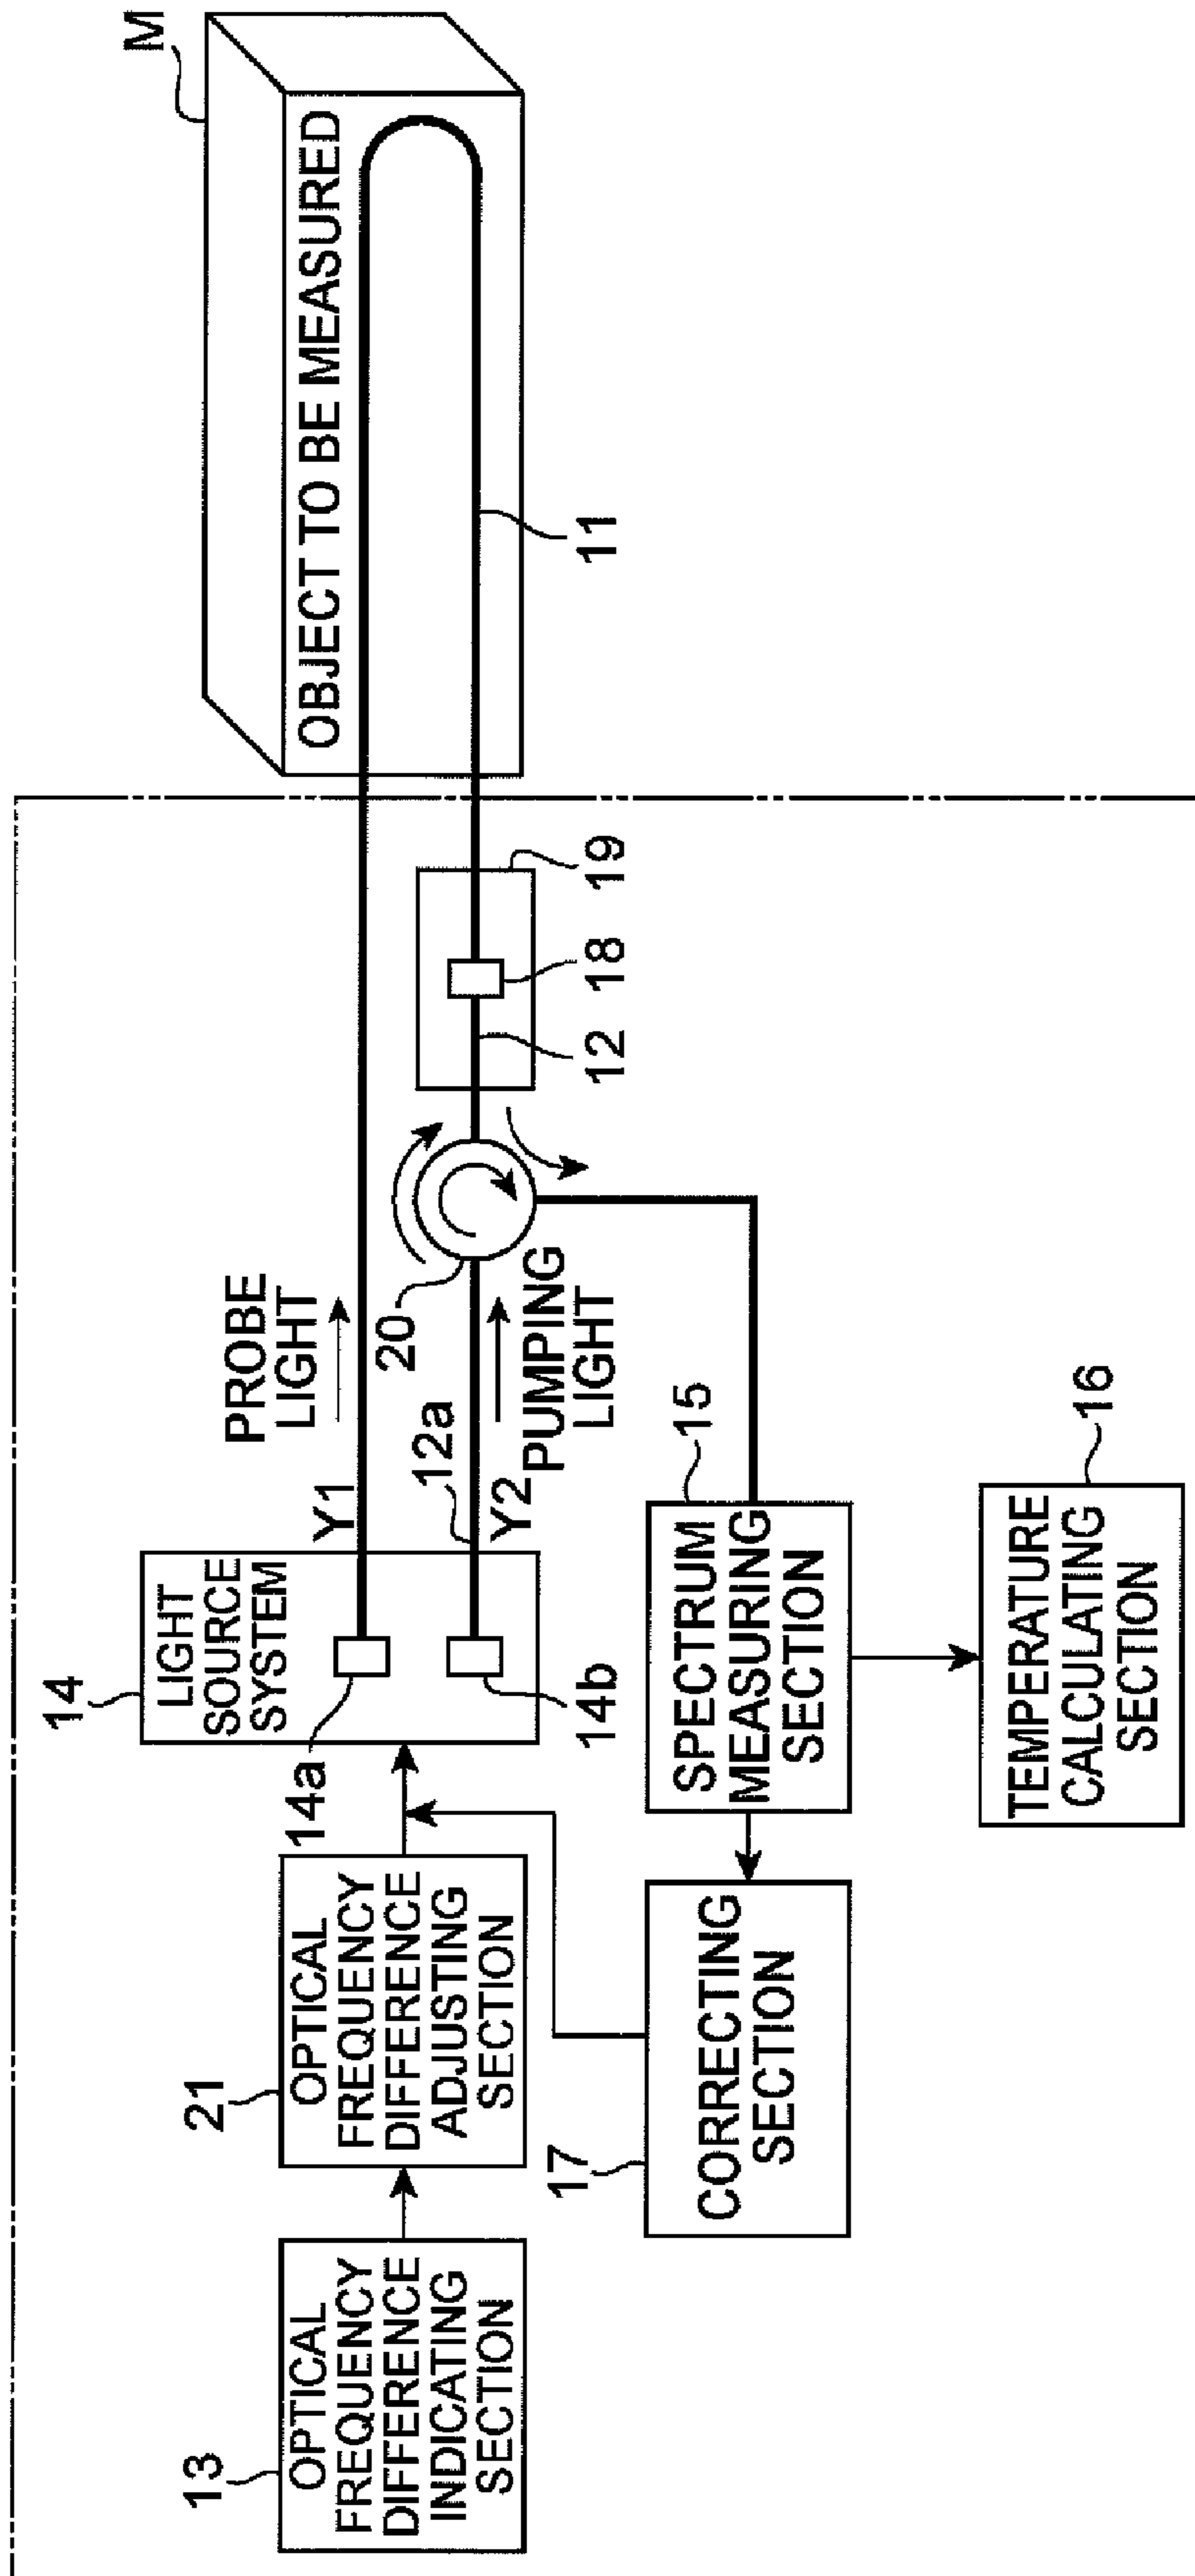 M
OBJECT TO BE MEASURED
11
PROBE
LIGHT
Y1
20
12a
Y2
PUMPING
LIGHT
19
18
12
14
LIGHT
SOURCE
SYSTEM
14a
14b
21
OPTICAL
FREQUENCY
DIFFERENCE
ADJUSTING
SECTION
13
OPTICAL
FREQUENCY
DIFFERENCE
INDICATING
SECTION
15
SPECTRUM
MEASURING
SECTION
17
CORRECTING
SECTION
16
TEMPERATURE
CALCULATING
SECTION